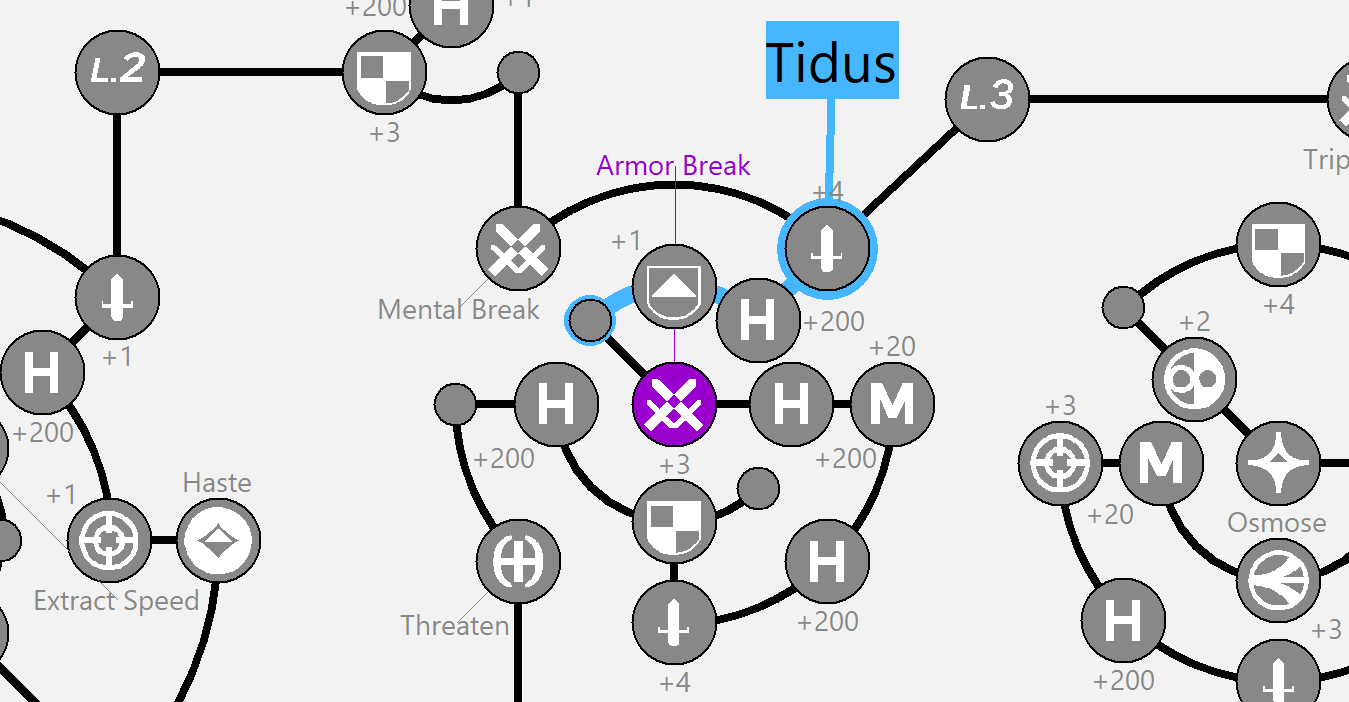 +200
H
L.2
+3
Tidus
L.3
Armor Break
+4
Trip
+1
Mental Break
H
+200
+1
H
+200
+20
+2
+4
H
H
M
+3
+200
+3
+200
M
+1
Haste
+20
Osmose
H
Extract Speed
Threaten
+200
H
+3
+4
+200